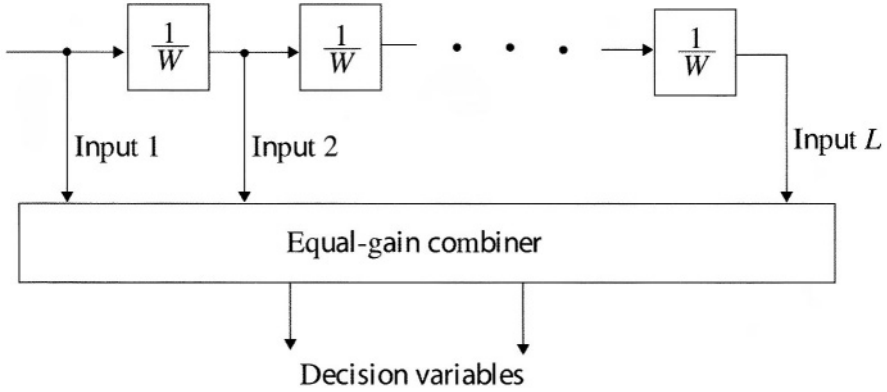 1/W 1/W 1/W
Input 1 Input 2 Input L
Equal-gain combiner
Decision variables